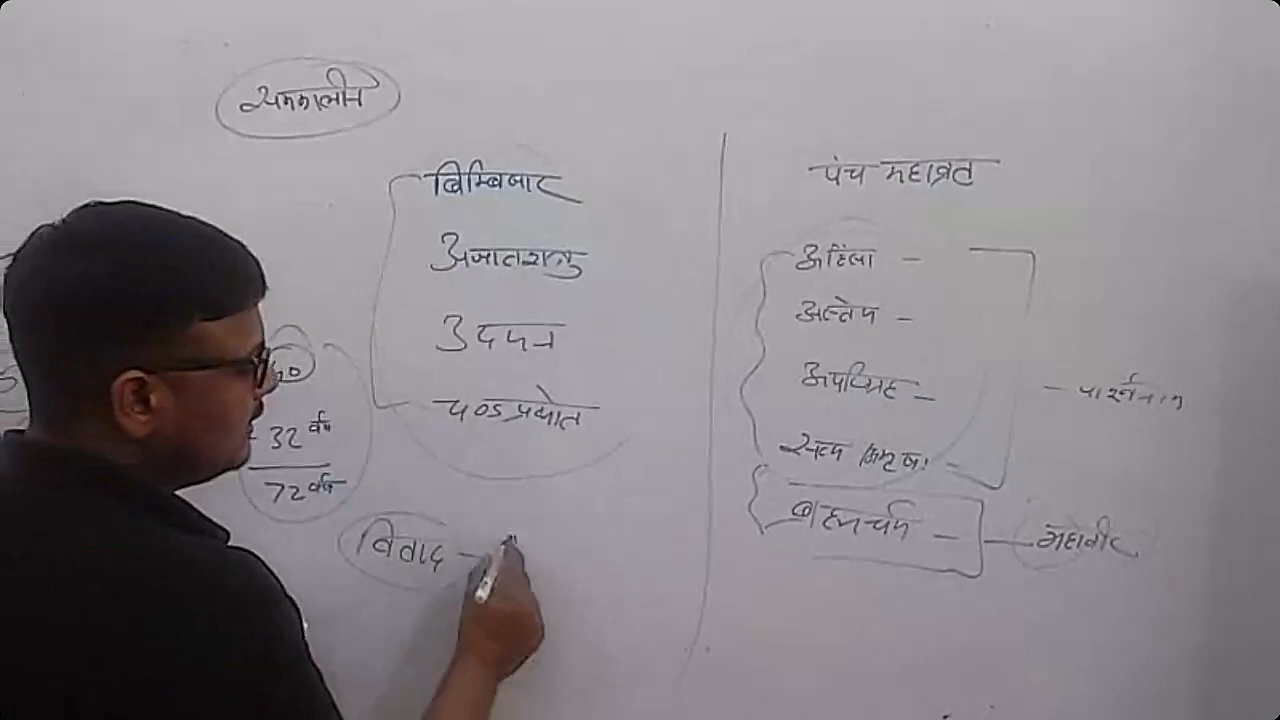 समकालीन
बिम्बिसार
अजातशत्रु
उदयन
चण्डप्रद्योत
40
32 वर्ष
72 वर्ष
विवाद -
पंच महाव्रत
अहिंसा -
अस्तेय -
अपरिग्रह -
सत्य -
- पार्श्वनाथ
ब्रह्मचर्य -
महावीर